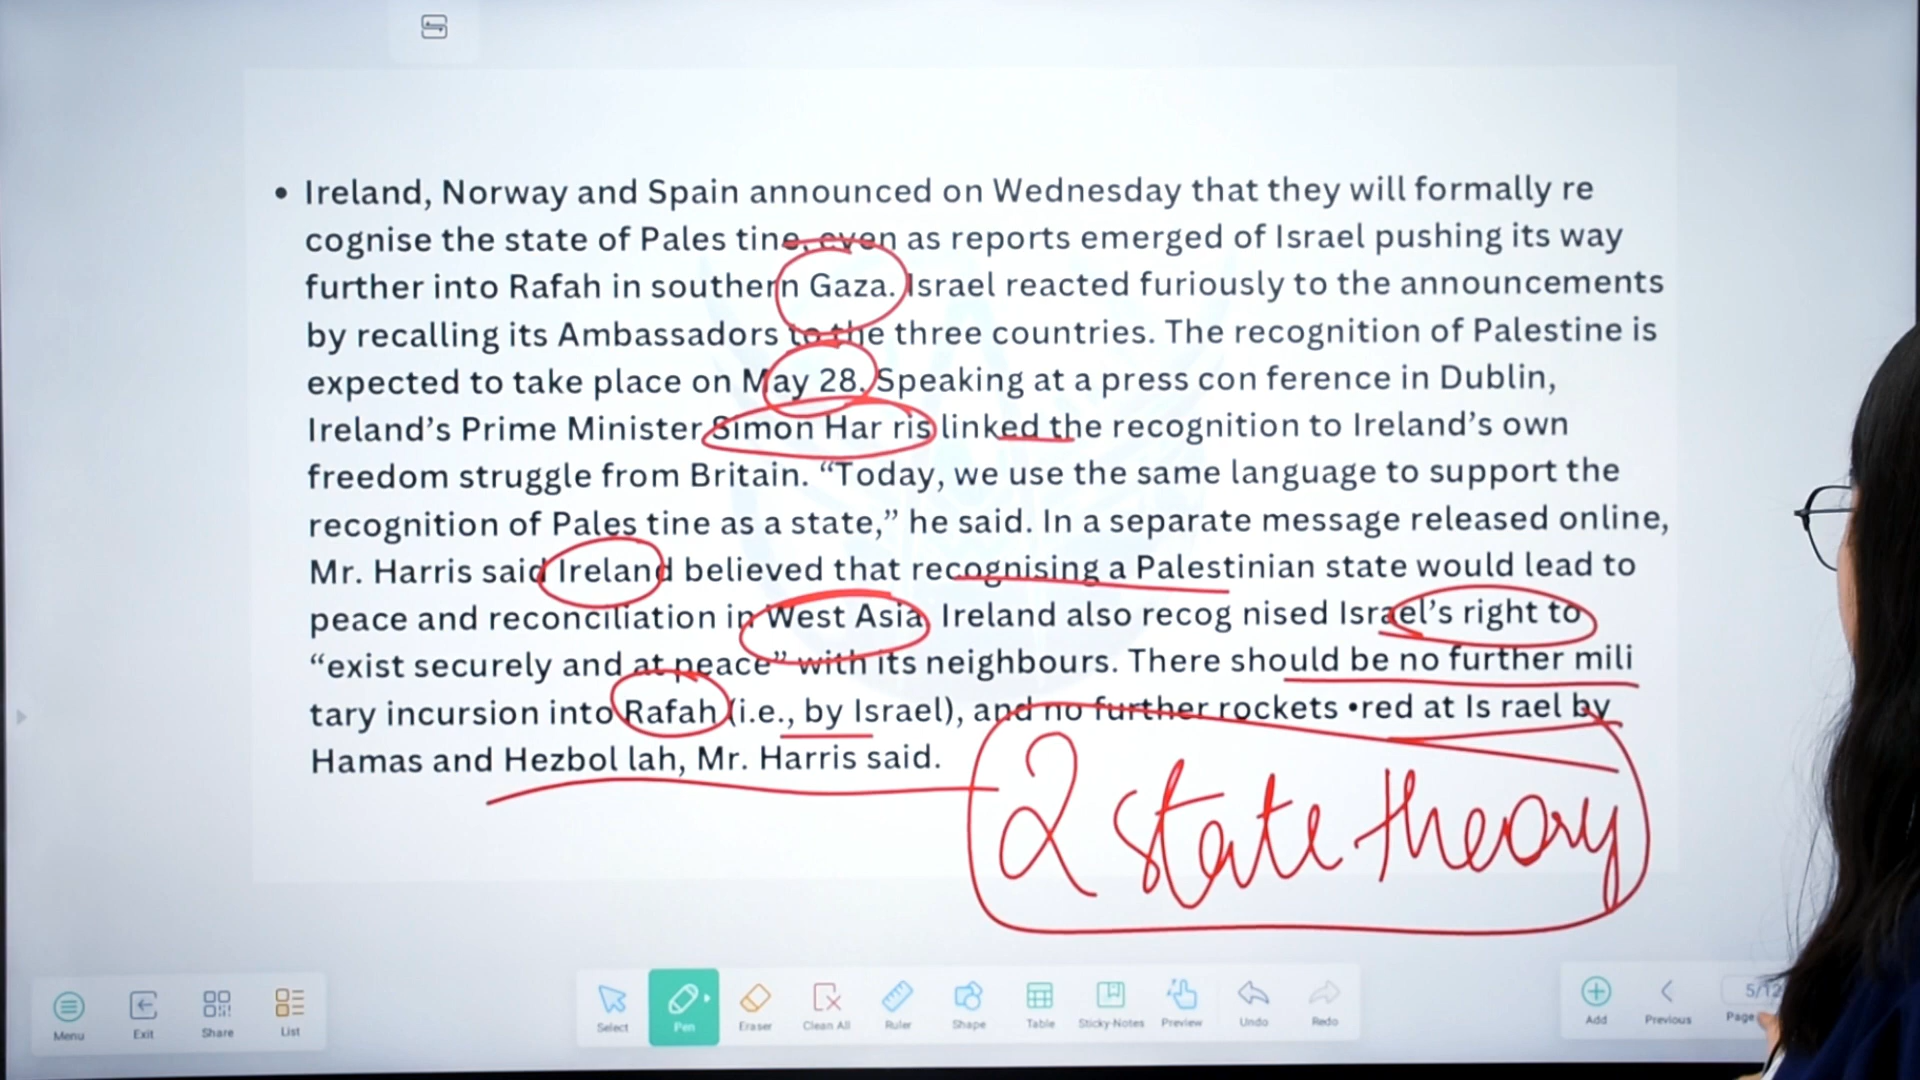 • Ireland, Norway and Spain announced on Wednesday that they will formally re
cognise the state of Pales tine, even as reports emerged of Israel pushing its way
further into Rafah in southern Gaza. Israel reacted furiously to the announcements
by recalling its Ambassadors to the three countries. The recognition of Palestine is
expected to take place on May 28. Speaking at a press con ference in Dublin,
Ireland's Prime Minister Simon Har ris linked the recognition to Ireland's own
freedom struggle from Britain. “Today, we use the same language to support the
recognition of Pales tine as a state,” he said. In a separate message released online,
Mr. Harris said Ireland believed that recognising a Palestinian state would lead to
peace and reconciliation in West Asia. Ireland also recog nised Israel's right to
“exist securely and at peace” with its neighbours. There should be no further mili
tary incursion into Rafah (i.e., by Israel), and no further rockets •red at Is rael by
Hamas and Hezbol lah, Mr. Harris said.
2 state theory
Menu Exit Share List Select Pen Eraser Clean All Ruler Shape Table Sticky Notes Preview Undo Redo Add Previous Page
5/12